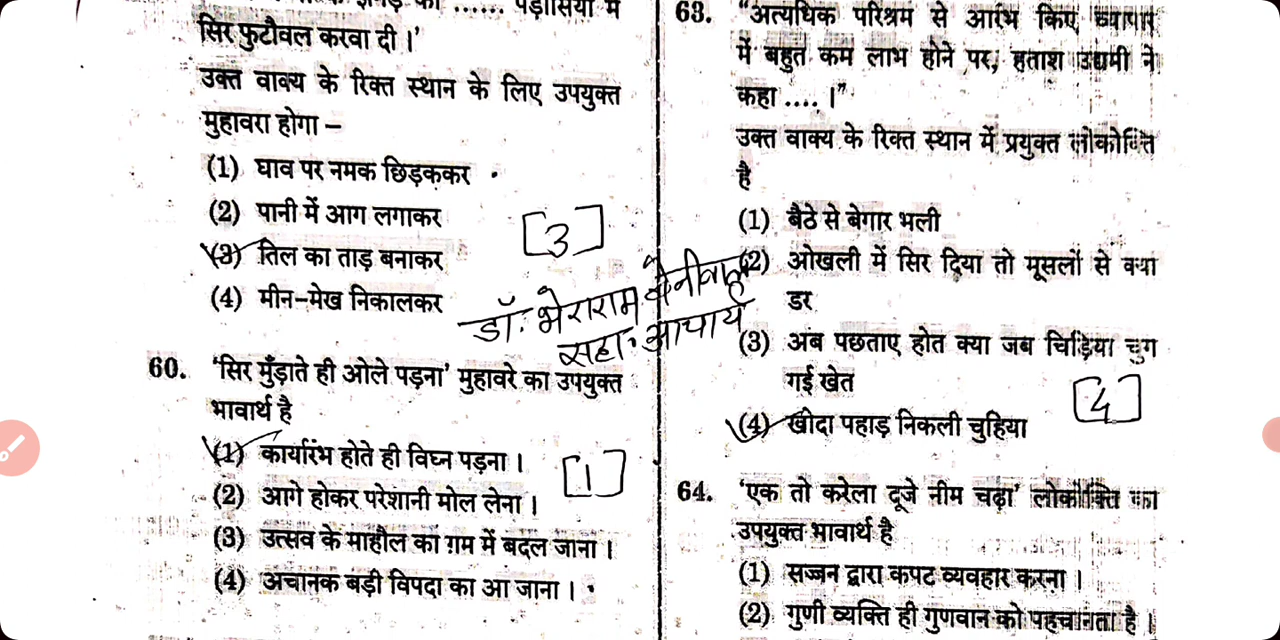 पड़ोसियों में
सिर फुटौवल करवा दी।'
उक्त वाक्य के रिक्त स्थान के लिए उपयुक्त
मुहावरा होगा –
(1) घाव पर नमक छिड़ककर
(2) पानी में आग लगाकर
(3) तिल का ताड़ बनाकर
(4) मीन-मेख निकालकर
[3]
डॉ. भेराराम बेनीवाल
सहा. आचार्य
60. 'सिर मुँड़ाते ही ओले पड़ना' मुहावरे का उपयुक्त
भावार्थ है
(1) कार्यारंभ होते ही विघ्न पड़ना।
(2) आगे होकर परेशानी मोल लेना।
(3) उत्सव के माहौल का ग़म में बदल जाना।
(4) अचानक बड़ी विपदा का आ जाना।
[1]
63. "अत्यधिक परिश्रम से आरंभ किए व्यापार
में बहुत कम लाभ होने पर, हताश उद्यमी ने
कहा .... ।"
उक्त वाक्य के रिक्त स्थान में प्रयुक्त लोकोक्ति
है
(1) बैठे से बेगार भली
(2) ओखली में सिर दिया तो मूसलों से क्या
डर
(3) अब पछताए होत क्या जब चिड़िया चुग
गई खेत
(4) खोदा पहाड़ निकली चुहिया
[4]
64. 'एक तो करेला दूजे नीम चढ़ा' लोकोक्ति का
उपयुक्त भावार्थ है
(1) सज्जन द्वारा कपट व्यवहार करना।
(2) गुणी व्यक्ति ही गुणवान को पहचानता है।